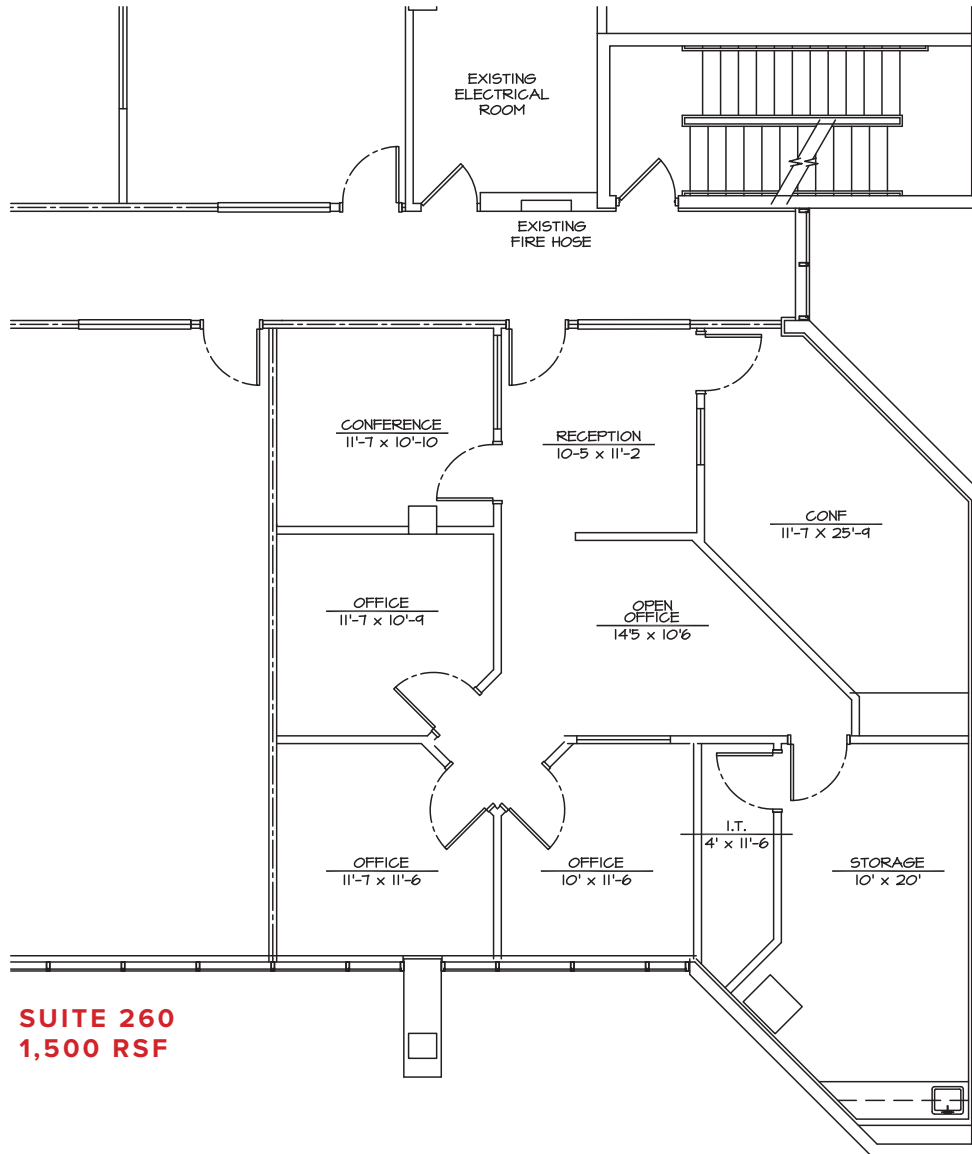 EXISTING
ELECTRICAL
ROOM
EXISTING
FIRE HOSE
CONFERENCE
11'-7 x 10'-10
RECEPTION
10-5 x 11'-2
CONF
11'-7 X 25'-9
OFFICE
11'-7 x 10'-9
OPEN
OFFICE
14'5 x 10'6
I.T.
4' x 11'-6
OFFICE
11'-7 x 11'-6
OFFICE
10' x 11'-6
STORAGE
10' x 20'
SUITE 260
1,500 RSF